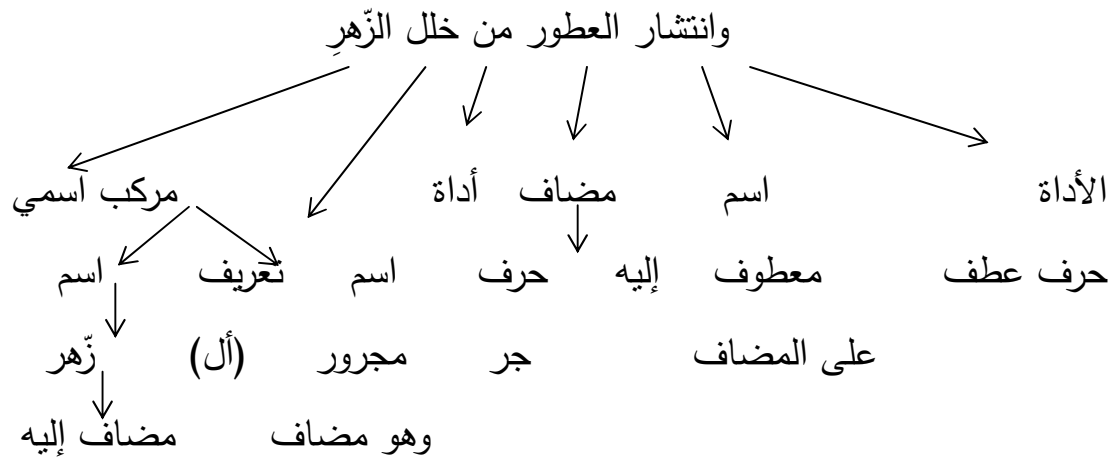 وانتشار العطور من خلل الزّهرِ
الأداة اسم مضاف أداة مركب اسمي
حرف عطف معطوف إليه حرف اسم تعريف اسم
على المضاف جر مجرور (أل) زّهر
وهو مضاف مضاف إليه